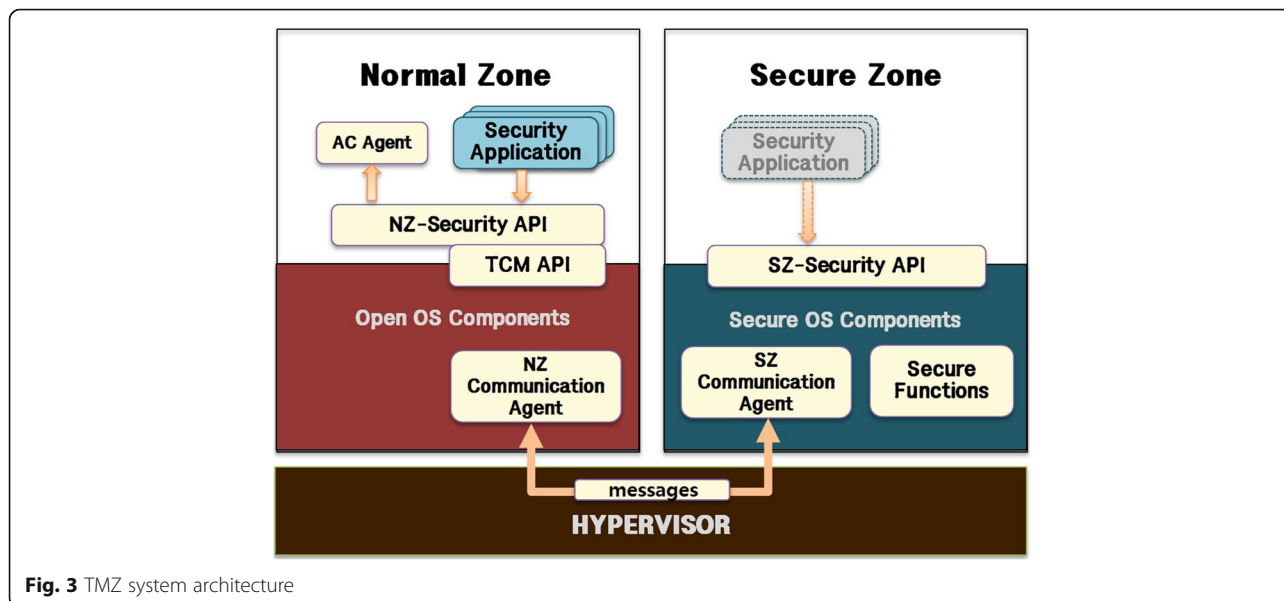 Normal Zone
AC Agent
Security
Application
NZ-Security API
TCM API
Open OS Components
NZ
Communication
Agent
Secure Zone
Security
Application
SZ-Security API
Secure OS Components
SZ
Communication
Agent
Secure
Functions
messages
HYPERVISOR
Fig. 3 TMZ system architecture